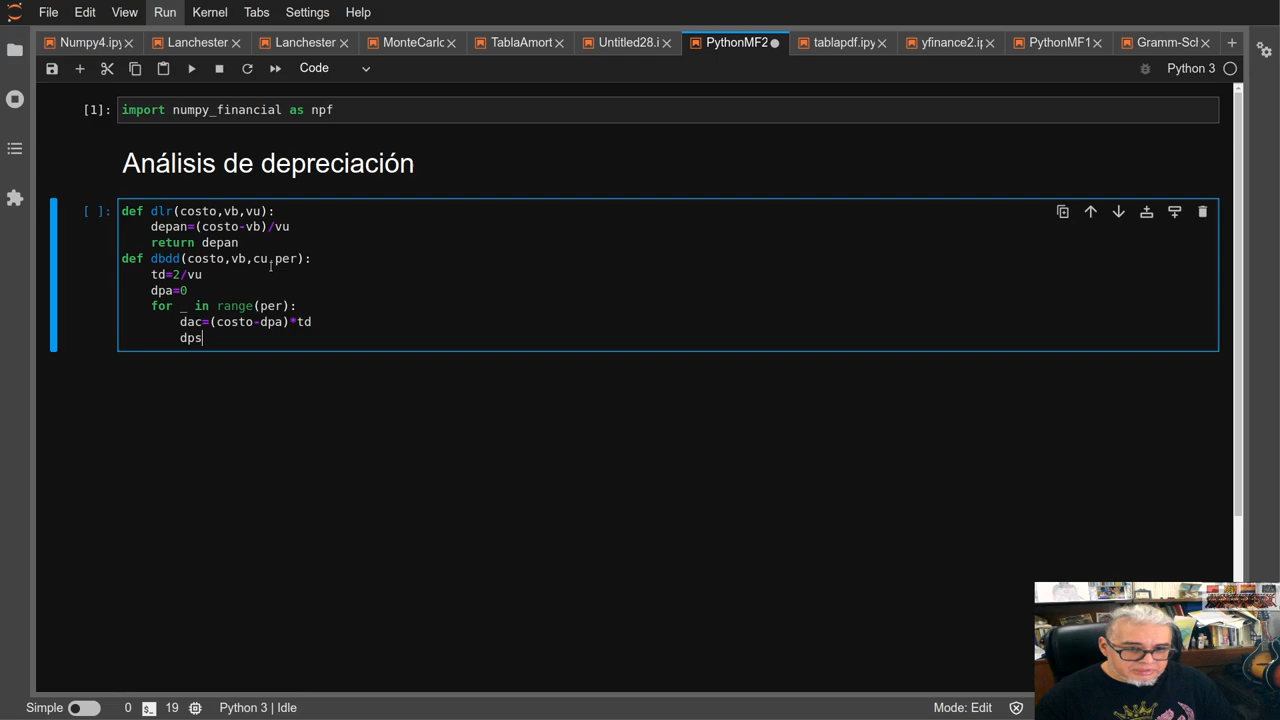 File Edit View Run Kernel Tabs Settings Help
Numpy4.ipy Lanchester Lanchester MonteCarlo TablaAmort Untitled28.i PythonMF2 tablapdf.ipy yfinance2.ip PythonMF1 Gramm-Scl
Code Python 3
[1]: import numpy_financial as npf
Análisis de depreciación
[ ]: def dlr(costo,vb,vu):
depan=(costo-vb)/vu
return depan
def dbdd(costo,vb,cu,per):
td=2/vu
dpa=0
for _ in range(per):
dac=(costo-dpa)*td
dps
Simple 0 19 Python 3 | Idle Mode: Edit